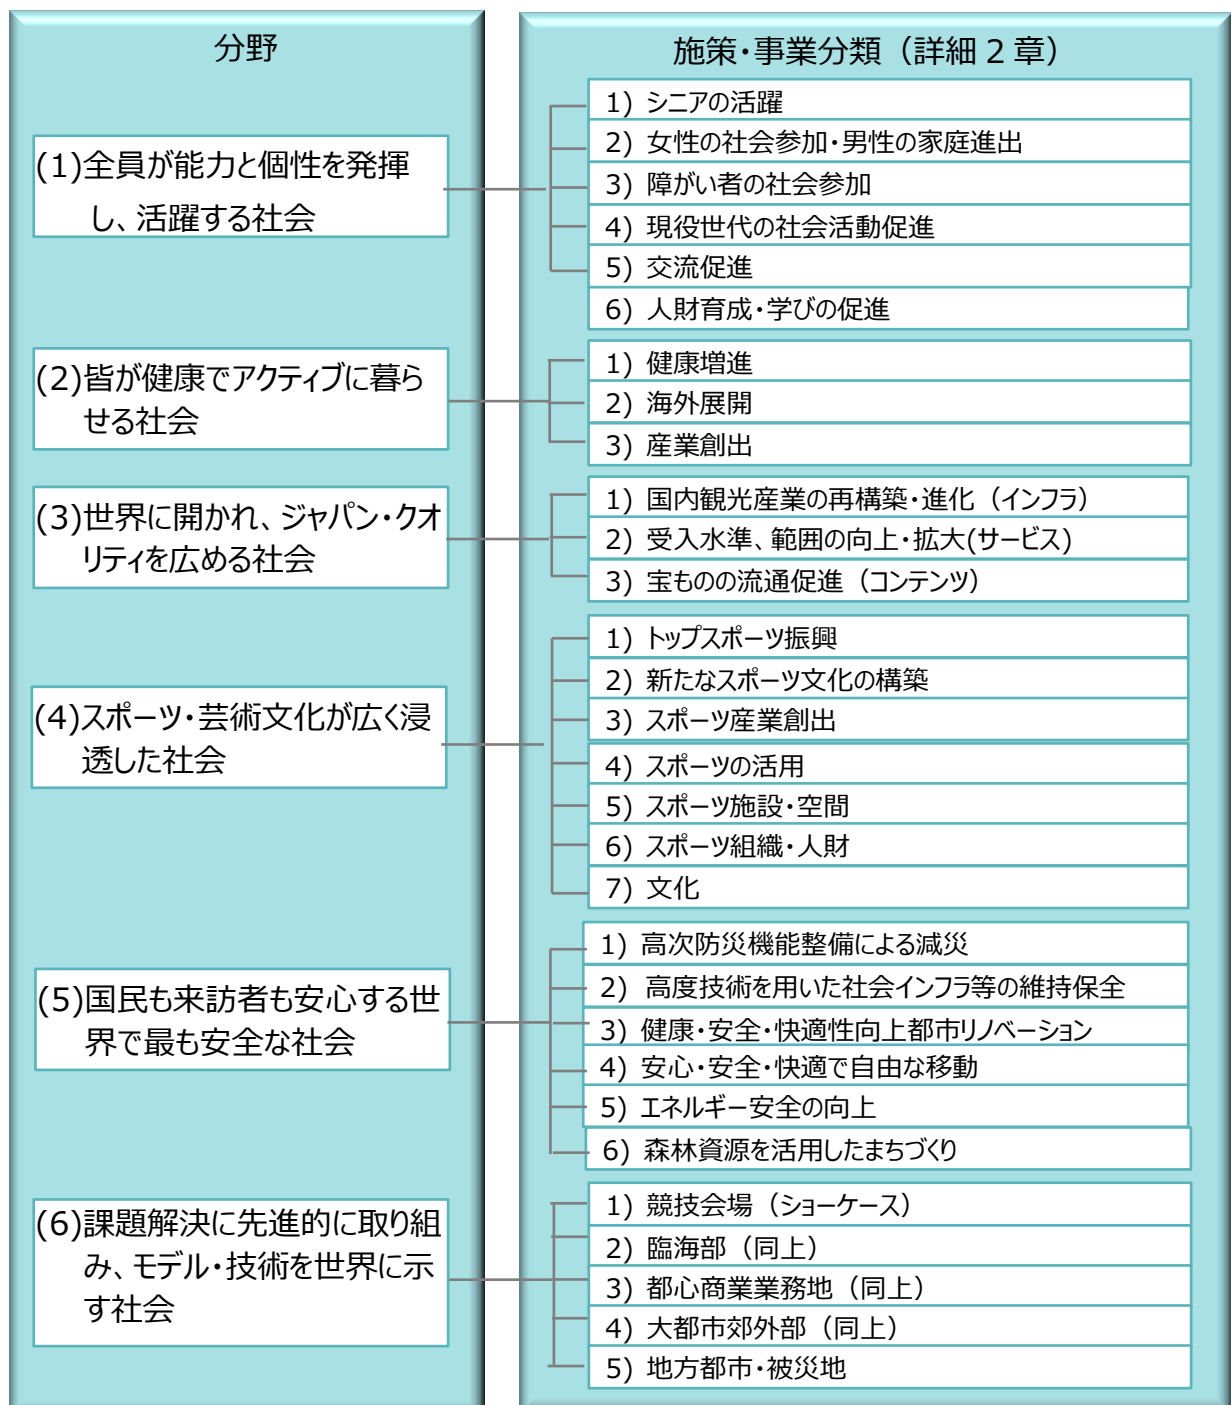 分野
(1)全員が能力と個性を発揮
し、活躍する社会
(2)皆が健康でアクティブに暮ら
せる社会
(3)世界に開かれ、ジャパン・クオ
リティを広める社会
(4)スポーツ・芸術文化が広く浸
透した社会
(5)国民も来訪者も安心する世
界で最も安全な社会
(6)課題解決に先進的に取り組
み、モデル・技術を世界に示
す社会
施策・事業分類（詳細２章）
1) シニアの活躍
2) 女性の社会参加・男性の家庭進出
3) 障がい者の社会参加
4) 現役世代の社会活動促進
5) 交流促進
6) 人財育成・学びの促進
1) 健康増進
2) 海外展開
3) 産業創出
1) 国内観光産業の再構築・進化（インフラ）
2) 受入水準、範囲の向上・拡大(サービス)
3) 宝ものの流通促進（コンテンツ）
1) トップスポーツ振興
2) 新たなスポーツ文化の構築
3) スポーツ産業創出
4) スポーツの活用
5) スポーツ施設・空間
6) スポーツ組織・人財
7) 文化
1) 高次防災機能整備による減災
2) 高度技術を用いた社会インフラ等の維持保全
3) 健康・安全・快適性向上都市リノベーション
4) 安心・安全・快適で自由な移動
5) エネルギー安全の向上
6) 森林資源を活用したまちづくり
1) 競技会場（ショーケース）
2) 臨海部（同上）
3) 都心商業業務地（同上）
4) 大都市郊外部（同上）
5) 地方都市・被災地